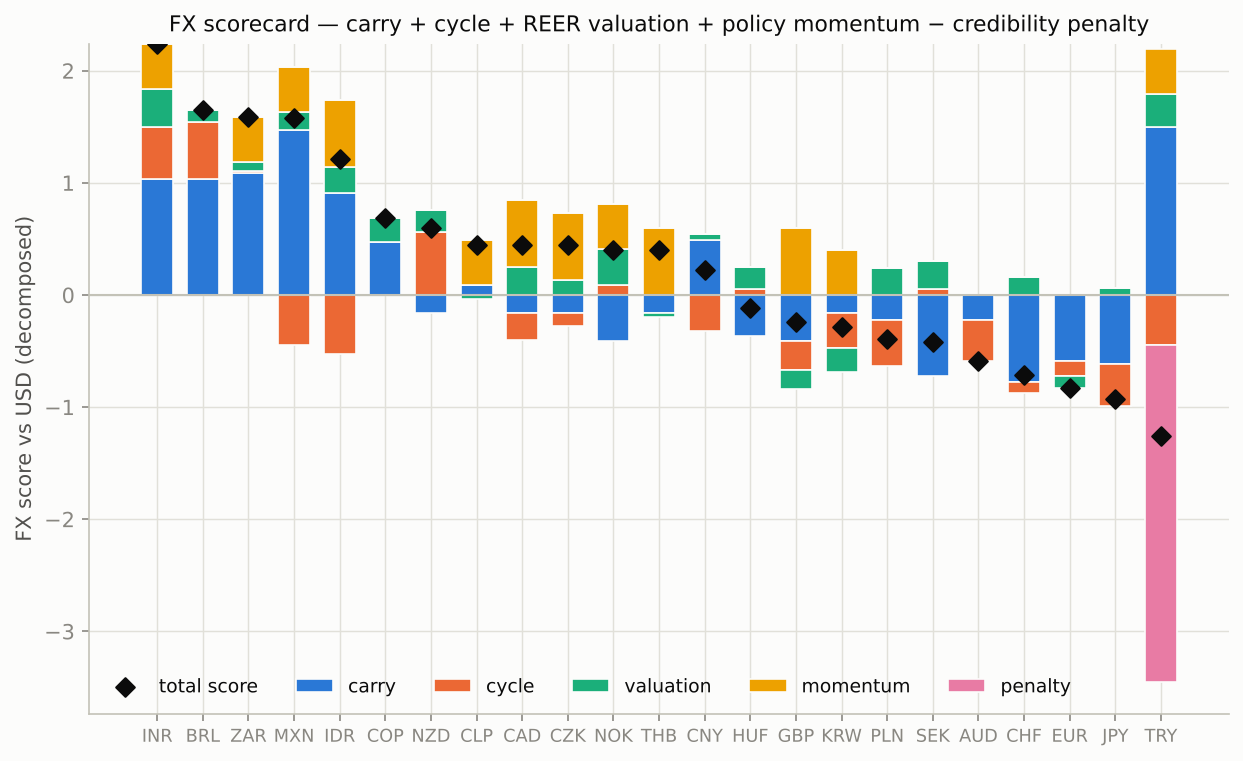 FX scorecard — carry + cycle + REER valuation + policy momentum − credibility penalty
FX score vs USD (decomposed)
2
1
0
−1
−2
−3
total score carry cycle valuation momentum penalty
INR BRL ZAR MXN IDR COP NZD CLP CAD CZK NOK THB CNY HUF GBP KRW PLN SEK AUD CHF EUR JPY TRY